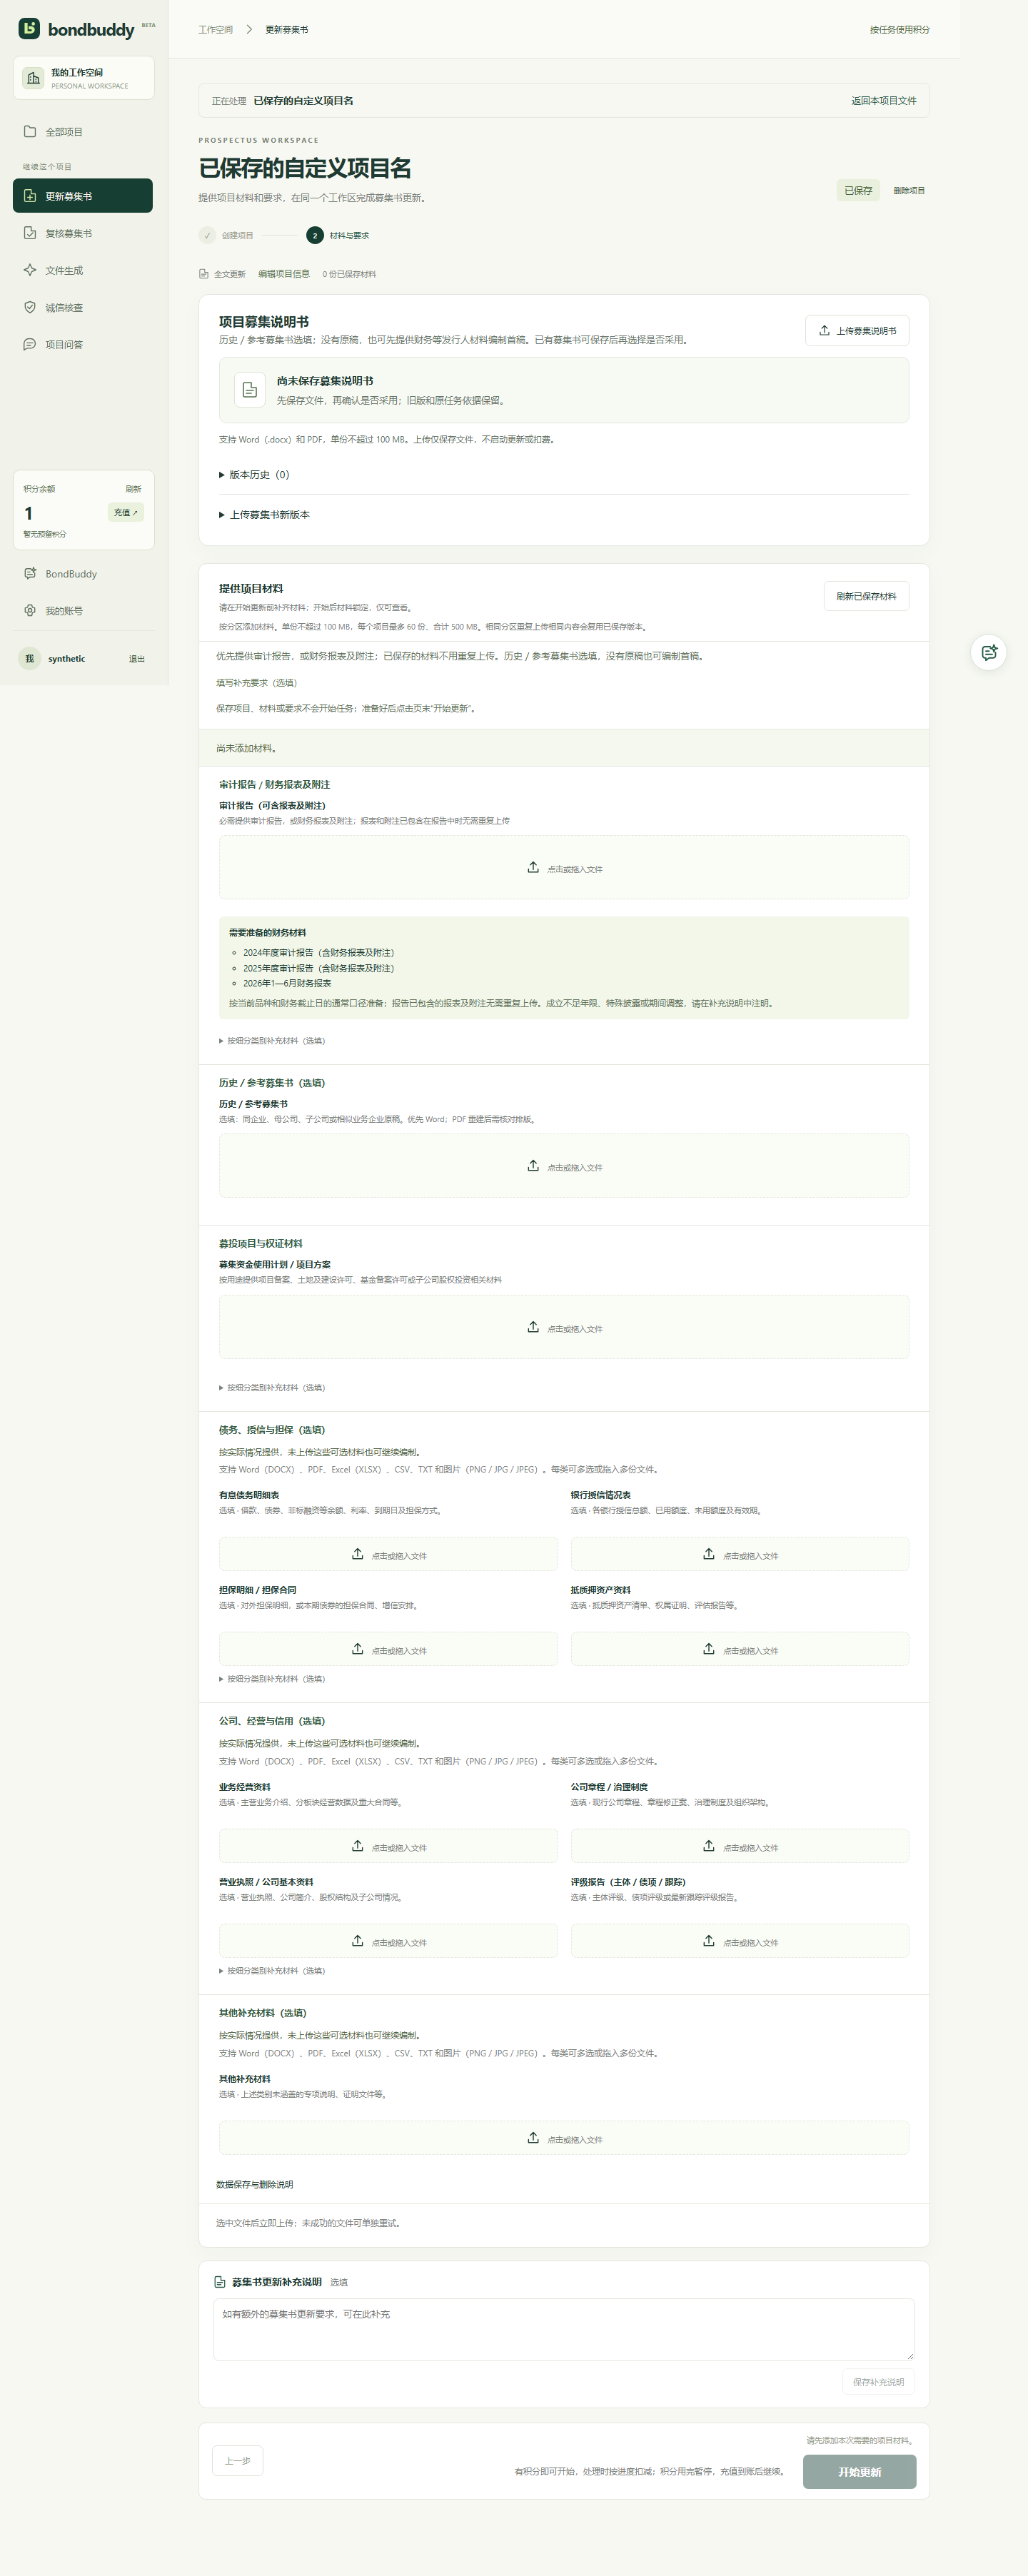 bondbuddy BETA
我的工作空间
PERSONAL WORKSPACE
全部项目
继续这个项目
更新募集书
复核募集书
文件生成
诚信核查
项目问答
积分余额 刷新
1 充值↗
暂无预留积分
BondBuddy
我的账号
我 synthetic 退出
工作空间 更新募集书 按任务使用积分
正在处理 已保存的自定义项目名 返回本项目文件
PROSPECTUS WORKSPACE
已保存的自定义项目名
提供项目材料和要求，在同一个工作区完成募集书更新。
已保存 删除项目
✓ 创建项目 2 材料与要求
全文更新 编辑项目信息 0 份已保存材料
项目募集说明书
历史 / 参考募集书选填；没有原稿，也可先提供财务等发行人材料编制首稿。已有募集书可保存后再选择是否采用。
上传募集说明书
尚未保存募集说明书
先保存文件，再确认是否采用；旧版和原任务依据保留。
支持 Word（.docx）和 PDF，单份不超过 100 MB。上传仅保存文件，不启动更新或扣费。
▶ 版本历史（0）
▶ 上传募集书新版本
提供项目材料
请在开始更新前补齐材料；开始后材料锁定，仅可查看。
按分区添加材料。单份不超过 100 MB，每个项目最多 60 份、合计 500 MB。相同分区重复上传相同内容会复用已保存版本。
刷新已保存材料
优先提供审计报告，或财务报表及附注；已保存的材料不用重复上传。历史 / 参考募集书选填，没有原稿也可编制首稿。
填写补充要求（选填）
保存项目、材料或要求不会开始任务；准备好后点击页末“开始更新”。
尚未添加材料。
审计报告 / 财务报表及附注
审计报告（可含报表及附注）
必需提供审计报告，或财务报表及附注；报表和附注已包含在报告中时无需重复上传
点击或拖入文件
需要准备的财务材料
2024年度审计报告（含财务报表及附注）
2025年度审计报告（含财务报表及附注）
2026年1—6月财务报表
按当前品种和财务截止日的通常口径准备；报告已包含的报表及附注无需重复上传。成立不足年限、特殊披露或期间调整，请在补充说明中注明。
▶ 按细分类别补充材料（选填）
历史 / 参考募集书（选填）
历史 / 参考募集书
选填：同企业、母公司、子公司或相似业务企业原稿。优先 Word；PDF 重建后需核对排版。
点击或拖入文件
募投项目与权证材料
募集资金使用计划 / 项目方案
按用途提供项目备案、土地及建设许可、基金备案许可或子公司股权投资相关材料
点击或拖入文件
▶ 按细分类别补充材料（选填）
债务、授信与担保（选填）
按实际情况提供，未上传这些可选材料也可继续编制。
支持 Word（DOCX）、PDF、Excel（XLSX）、CSV、TXT 和图片（PNG / JPG / JPEG）。每类可多选或拖入多份文件。
有息债务明细表 银行授信情况表
选填 · 借款、债券、非标融资等余额、利率、到期日及担保方式。 选填 · 各银行授信总额、已用额度、未用额度及有效期。
点击或拖入文件 点击或拖入文件
担保明细 / 担保合同 抵质押资产资料
选填 · 对外担保明细，或本期债券的担保合同、增信安排。 选填 · 抵质押资产清单、权属证明、评估报告等。
点击或拖入文件 点击或拖入文件
▶ 按细分类别补充材料（选填）
公司、经营与信用（选填）
按实际情况提供，未上传这些可选材料也可继续编制。
支持 Word（DOCX）、PDF、Excel（XLSX）、CSV、TXT 和图片（PNG / JPG / JPEG）。每类可多选或拖入多份文件。
业务经营资料 公司章程 / 治理制度
选填 · 主营业务介绍、分板块经营数据及重大合同等。 选填 · 现行公司章程、章程修正案、治理制度及组织架构。
点击或拖入文件 点击或拖入文件
营业执照 / 公司基本资料 评级报告（主体 / 债项 / 跟踪）
选填 · 营业执照、公司简介、股权结构及子公司情况。 选填 · 主体评级、债项评级或最新跟踪评级报告。
点击或拖入文件 点击或拖入文件
▶ 按细分类别补充材料（选填）
其他补充材料（选填）
按实际情况提供，未上传这些可选材料也可继续编制。
支持 Word（DOCX）、PDF、Excel（XLSX）、CSV、TXT 和图片（PNG / JPG / JPEG）。每类可多选或拖入多份文件。
其他补充材料
选填 · 上述类别未涵盖的专项说明、证明文件等。
点击或拖入文件
数据保存与删除说明
选中文件后立即上传；未成功的文件可单独重试。
募集书更新补充说明 选填
如有额外的募集书更新要求，可在此补充
保存补充说明
请先添加本次需要的项目材料。
上一步 有积分即可开始，处理时按进度扣减；积分用完暂停，充值到账后继续。 开始更新